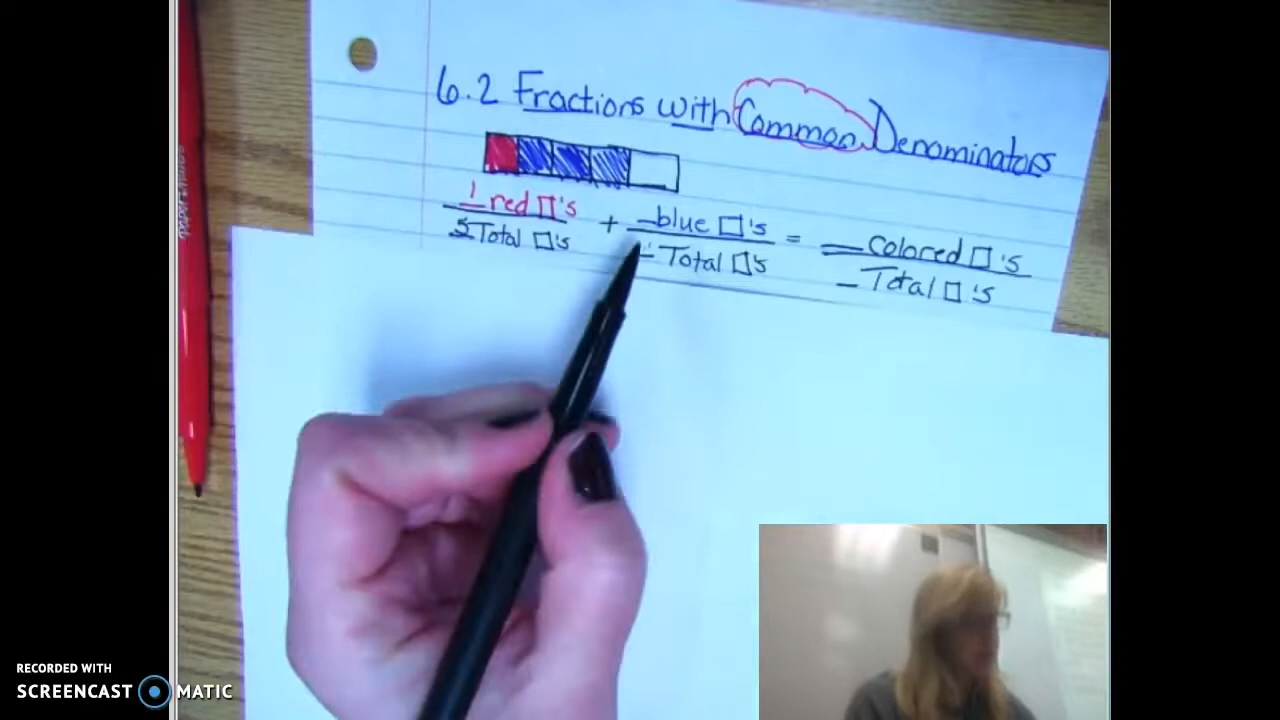 6.2 Fractions with Common Denominators
1 red □'s + _ blue □'s = _ colored □'s
5 Total □'s Total □'s _ Total □'s
RECORDED WITH
SCREENCAST MATIC